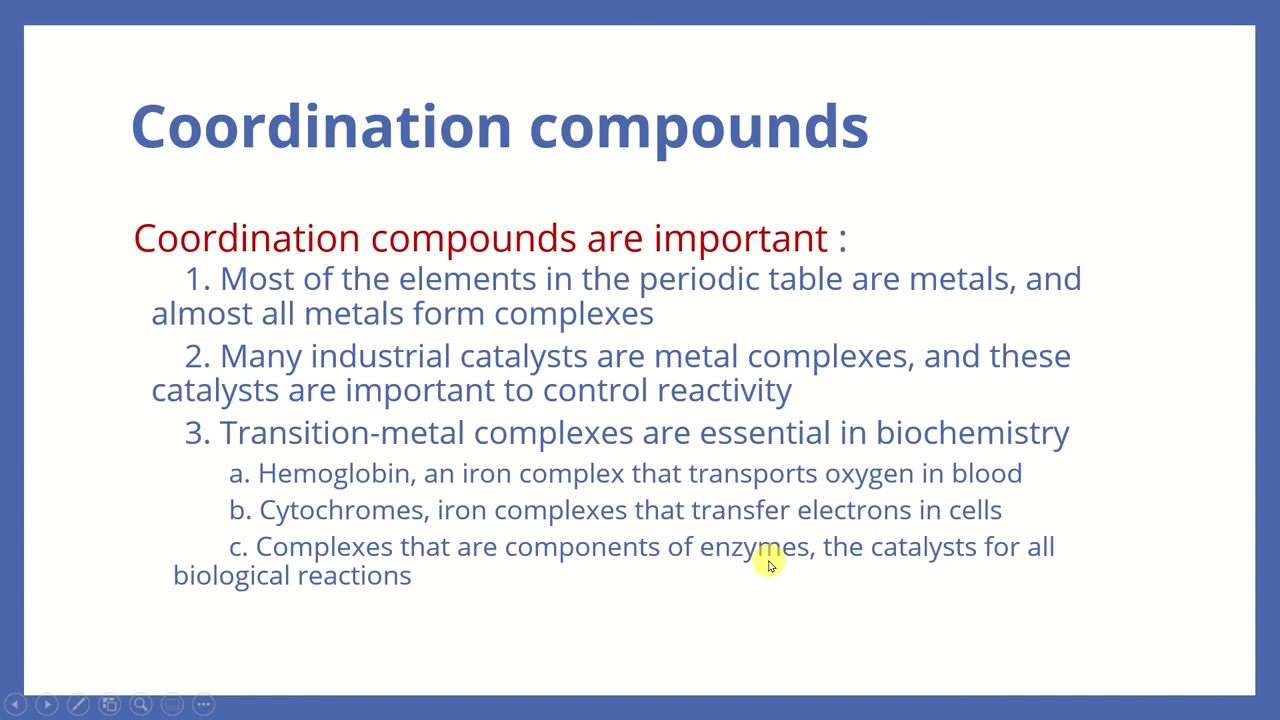 Coordination compounds
Coordination compounds are important :
1. Most of the elements in the periodic table are metals, and
almost all metals form complexes
2. Many industrial catalysts are metal complexes, and these
catalysts are important to control reactivity
3. Transition-metal complexes are essential in biochemistry
a. Hemoglobin, an iron complex that transports oxygen in blood
b. Cytochromes, iron complexes that transfer electrons in cells
c. Complexes that are components of enzymes, the catalysts for all
biological reactions